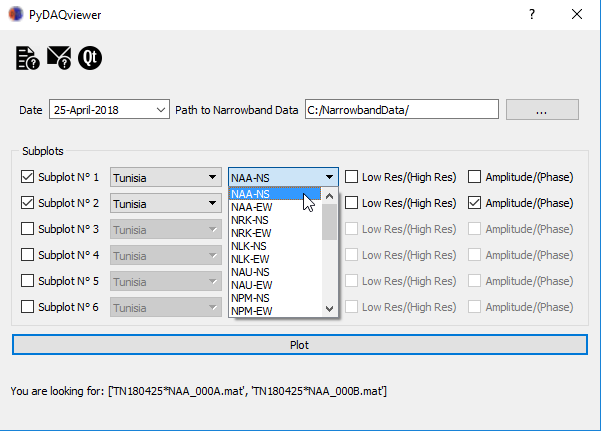 PyDAQviewer ?
Qt
Date 25-April-2018 Path to Narrowband Data C:/NarrowbandData/ ...
Subplots
Subplot N° 1 Tunisia NAA-NS Low Res/(High Res) Amplitude/(Phase)
NAA-NS
Subplot N° 2 Tunisia NAA-EW Low Res/(High Res) Amplitude/(Phase)
NRK-NS
Subplot N° 3 Tunisia NRK-EW Low Res/(High Res) Amplitude/(Phase)
NLK-NS
Subplot N° 4 Tunisia NLK-EW Low Res/(High Res) Amplitude/(Phase)
NAU-NS
Subplot N° 5 Tunisia NAU-EW Low Res/(High Res) Amplitude/(Phase)
NPM-NS
Subplot N° 6 Tunisia NPM-EW Low Res/(High Res) Amplitude/(Phase)
Plot
You are looking for: ['TN180425*NAA_000A.mat', 'TN180425*NAA_000B.mat']